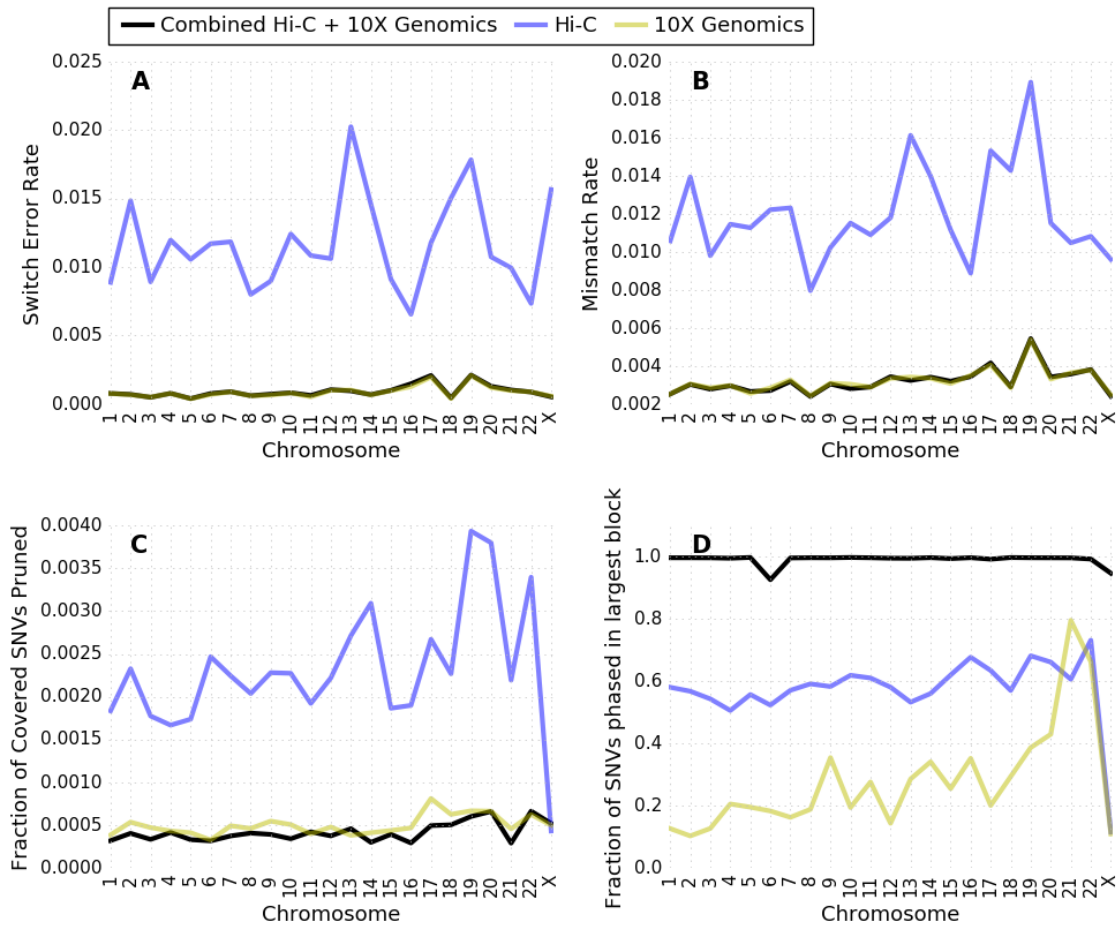 Combined Hi-C + 10X Genomics Hi-C 10X Genomics
A
0.025
0.020
0.015
0.010
0.005
0.000
Switch Error Rate
1 2 3 4 5 6 7 8 9 10 11 12 13 14 15 16 17 18 19 20 21 22 X
Chromosome
B
0.020
0.018
0.016
0.014
0.012
0.010
0.008
0.006
0.004
0.002
Mismatch Rate
1 2 3 4 5 6 7 8 9 10 11 12 13 14 15 16 17 18 19 20 21 22 X
Chromosome
C
0.0040
0.0035
0.0030
0.0025
0.0020
0.0015
0.0010
0.0005
0.0000
Fraction of Covered SNVs Pruned
1 2 3 4 5 6 7 8 9 10 11 12 13 14 15 16 17 18 19 20 21 22 X
Chromosome
D
1.0
0.8
0.6
0.4
0.2
0.0
Fraction of SNVs phased in largest block
1 2 3 4 5 6 7 8 9 10 11 12 13 14 15 16 17 18 19 20 21 22 X
Chromosome